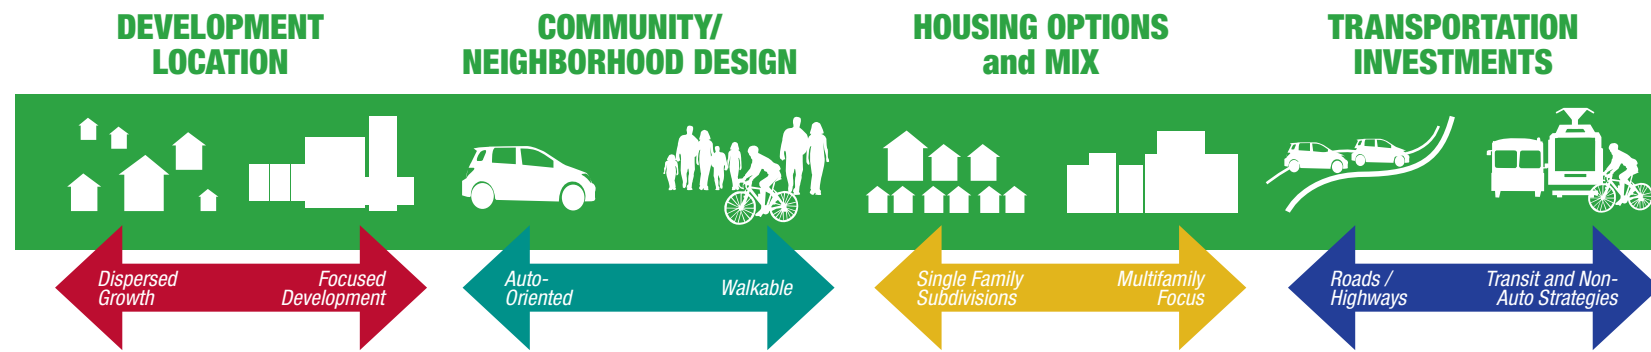 DEVELOPMENT
LOCATION
COMMUNITY/
NEIGHBORHOOD DESIGN
HOUSING OPTIONS
and MIX
TRANSPORTATION
INVESTMENTS
Dispersed
Growth
Focused
Development
Auto-
Oriented
Walkable
Single Family
Subdivisions
Multifamily
Focus
Roads /
Highways
Transit and Non-
Auto Strategies